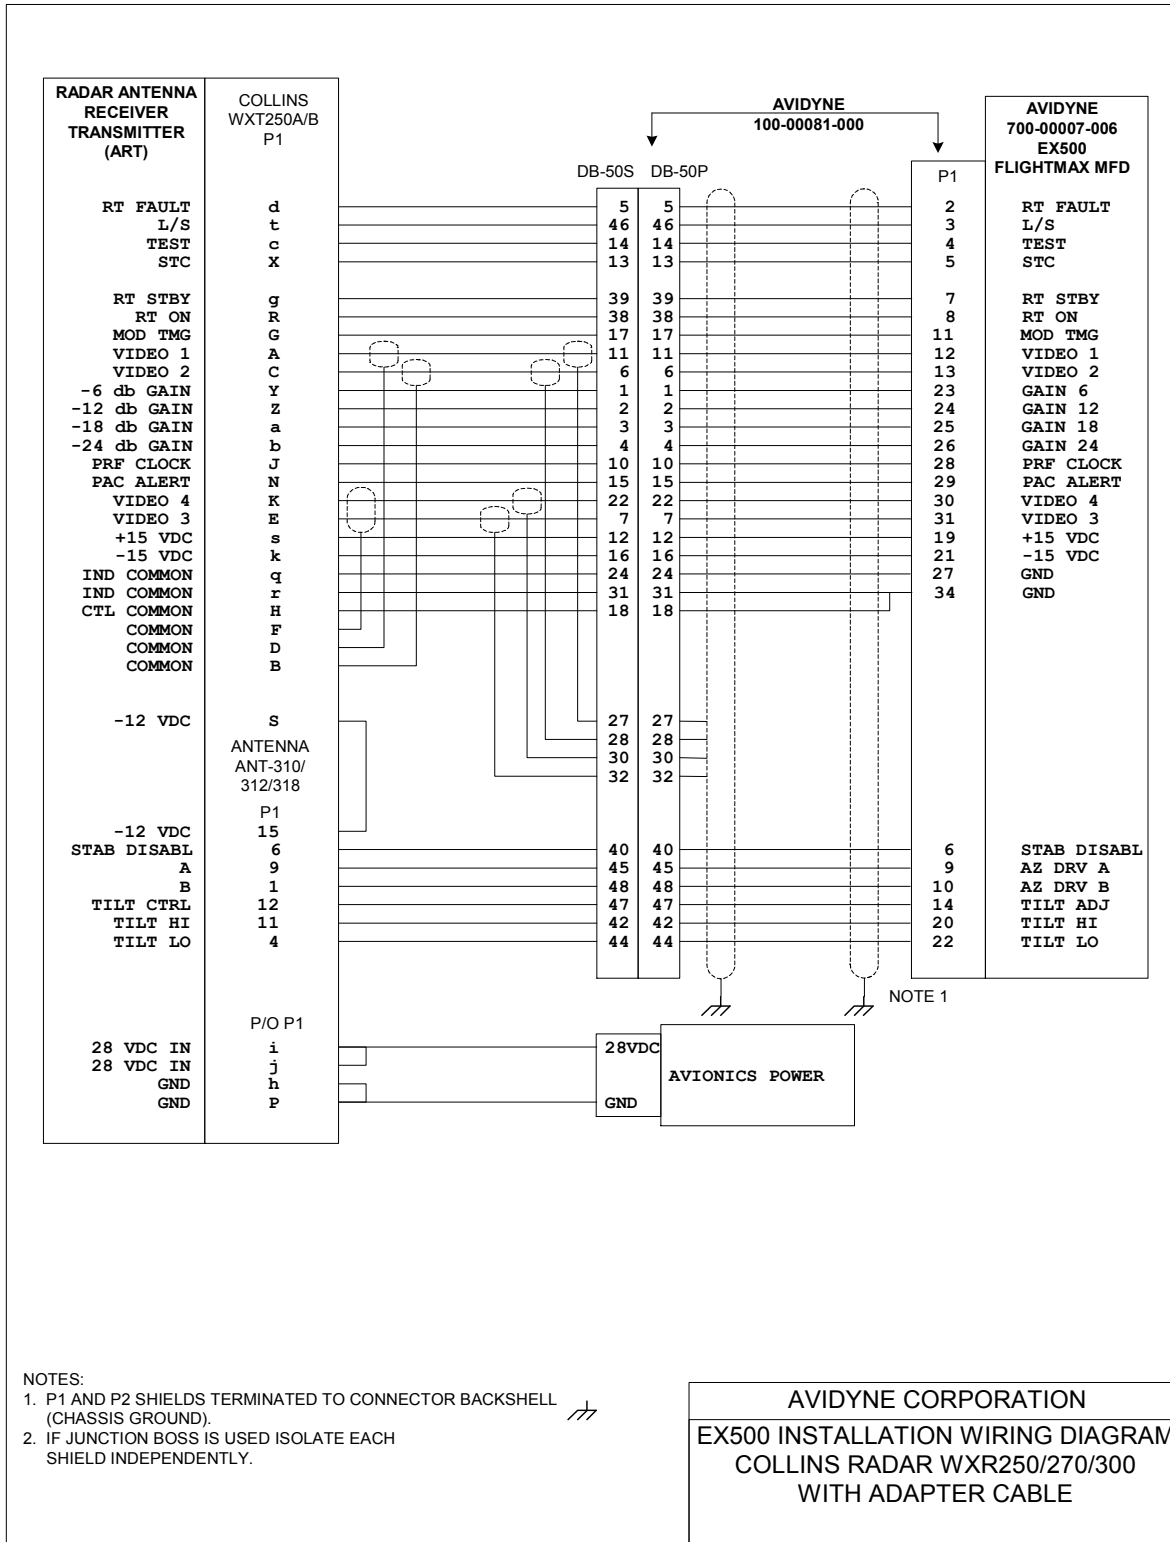 RADAR ANTENNA
RECEIVER
TRANSMITTER
(ART)
COLLINS
WXT250A/B
P1
AVIDYNE
100-00081-000
AVIDYNE
700-00007-006
EX500
FLIGHTMAX MFD
DB-50S DB-50P
P1
RT FAULT d 5 5 2 RT FAULT
L/S t 46 46 3 L/S
TEST c 14 14 4 TEST
STC X 13 13 5 STC
RT STBY g 39 39 7 RT STBY
RT ON R 38 38 8 RT ON
MOD TMG G 17 17 11 MOD TMG
VIDEO 1 A 11 11 12 VIDEO 1
VIDEO 2 C 6 6 13 VIDEO 2
-6 db GAIN Y 1 1 23 GAIN 6
-12 db GAIN Z 2 2 24 GAIN 12
-18 db GAIN a 3 3 25 GAIN 18
-24 db GAIN b 4 4 26 GAIN 24
PRF CLOCK J 10 10 28 PRF CLOCK
PAC ALERT N 15 15 29 PAC ALERT
VIDEO 4 K 22 22 30 VIDEO 4
VIDEO 3 E 7 7 31 VIDEO 3
+15 VDC s 12 12 19 +15 VDC
-15 VDC k 16 16 21 -15 VDC
IND COMMON q 24 24 27 GND
IND COMMON r 31 31 34 GND
CTL COMMON H 18 18
COMMON F
COMMON D
COMMON B
-12 VDC S 27 27
28 28
30 30
32 32
ANTENNA
ANT-310/
312/318
P1
-12 VDC 15
STAB DISABL 6 40 40 6 STAB DISABL
A 9 45 45 9 AZ DRV A
B 1 48 48 10 AZ DRV B
TILT CTRL 12 47 47 14 TILT ADJ
TILT HI 11 42 42 20 TILT HI
TILT LO 4 44 44 22 TILT LO
NOTE 1
P/O P1
28 VDC IN i 28VDC
28 VDC IN j
GND h
GND P GND
AVIONICS POWER
NOTES:
1. P1 AND P2 SHIELDS TERMINATED TO CONNECTOR BACKSHELL
(CHASSIS GROUND).
2. IF JUNCTION BOSS IS USED ISOLATE EACH
SHIELD INDEPENDENTLY.
AVIDYNE CORPORATION
EX500 INSTALLATION WIRING DIAGRAM
COLLINS RADAR WXR250/270/300
WITH ADAPTER CABLE